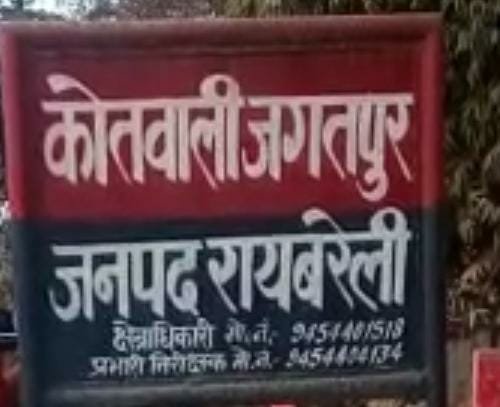 कोतवाली जगतपुर
जनपद रायबरेली
क्षेत्राधिकारी मो.नं.- 9454401518
प्रभारी निरीक्षक मो.नं.- 9454404134